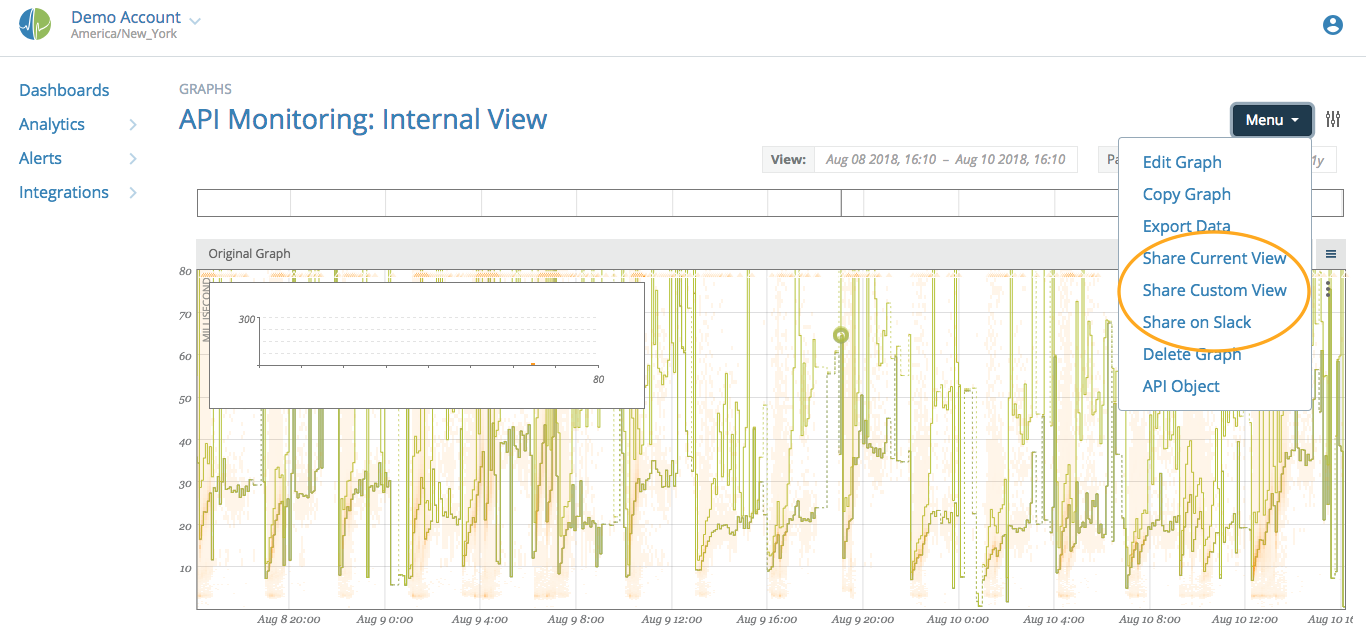 Demo Account
America/New_York
Dashboards
Analytics
Alerts
Integrations
GRAPHS
API Monitoring: Internal View
Menu
View: Aug 08 2018, 16:10 – Aug 10 2018, 16:10
1y
Edit Graph
Copy Graph
Export Data
Share Current View
Share Custom View
Share on Slack
Delete Graph
API Object
Original Graph
MILLISECOND
80
70
60
50
40
30
20
10
300
80
Aug 8 20:00 Aug 9 0:00 Aug 9 4:00 Aug 9 8:00 Aug 9 12:00 Aug 9 16:00 Aug 9 20:00 Aug 10 0:00 Aug 10 4:00 Aug 10 8:00 Aug 10 12:00 Aug 10